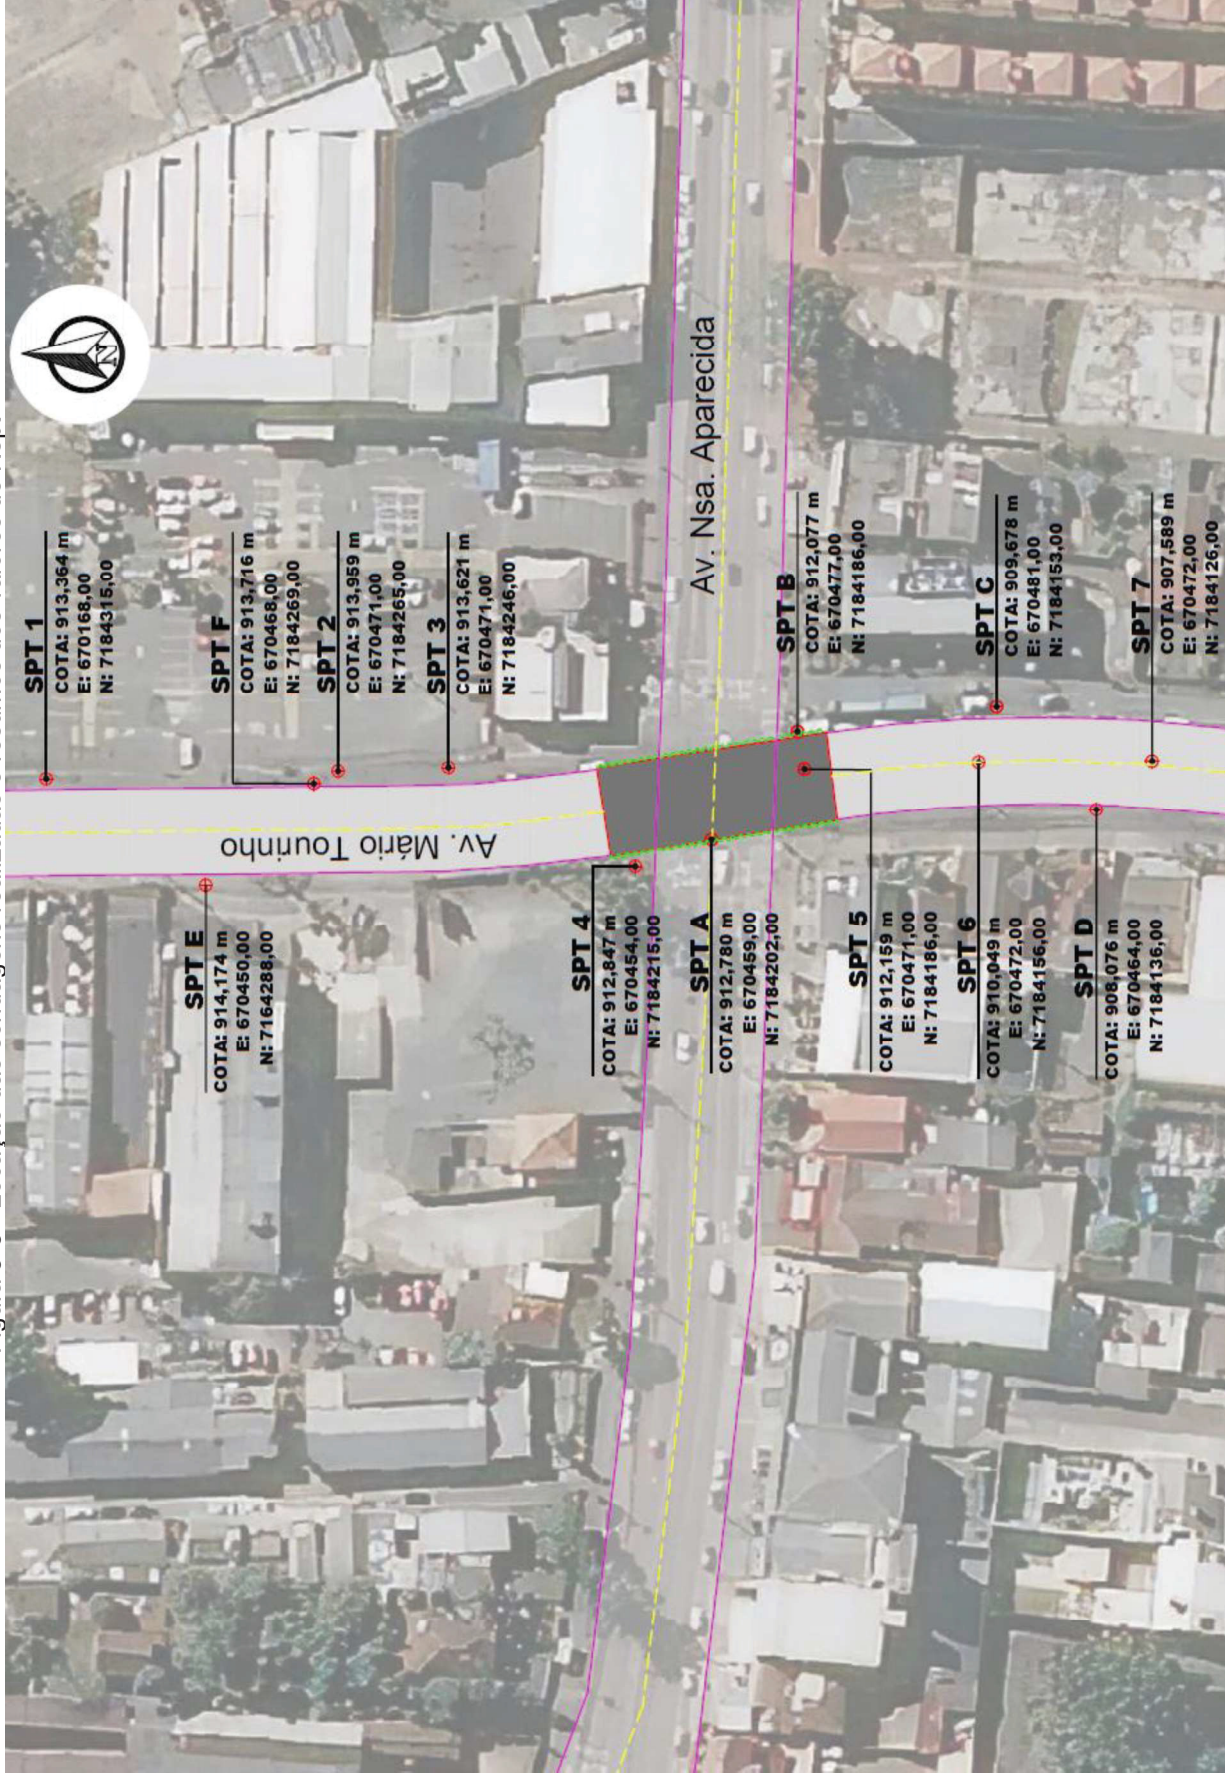 SPT 1
COTA: 913,364 m
E: 670168,00
N: 7184315,00
SPT F
COTA: 913,716 m
E: 670468,00
N: 7184269,00
SPT 2
COTA: 913,959 m
E: 670471,00
N: 7184265,00
SPT 3
COTA: 913,621 m
E: 670471,00
N: 7184246,00
Av. Nsa. Aparecida
SPT B
COTA: 912,077 m
E: 670477,00
N: 7184186,00
SPT C
COTA: 909,678 m
E: 670481,00
N: 7184153,00
SPT 7
COTA: 907,589 m
E: 670472,00
N: 7184126,00
Av. Mário Tourinho
SPT E
COTA: 914,174 m
E: 670450,00
N: 7164288,00
SPT 4
COTA: 912,847 m
E: 670454,00
N: 7184215,00
SPT A
COTA: 912,780 m
E: 670459,00
N: 7184202,00
SPT 5
COTA: 912,159 m
E: 670471,00
N: 7184186,00
SPT 6
COTA: 910,049 m
E: 670472,00
N: 7184156,00
SPT D
COTA: 908,076 m
E: 670464,00
N: 7184136,00
N